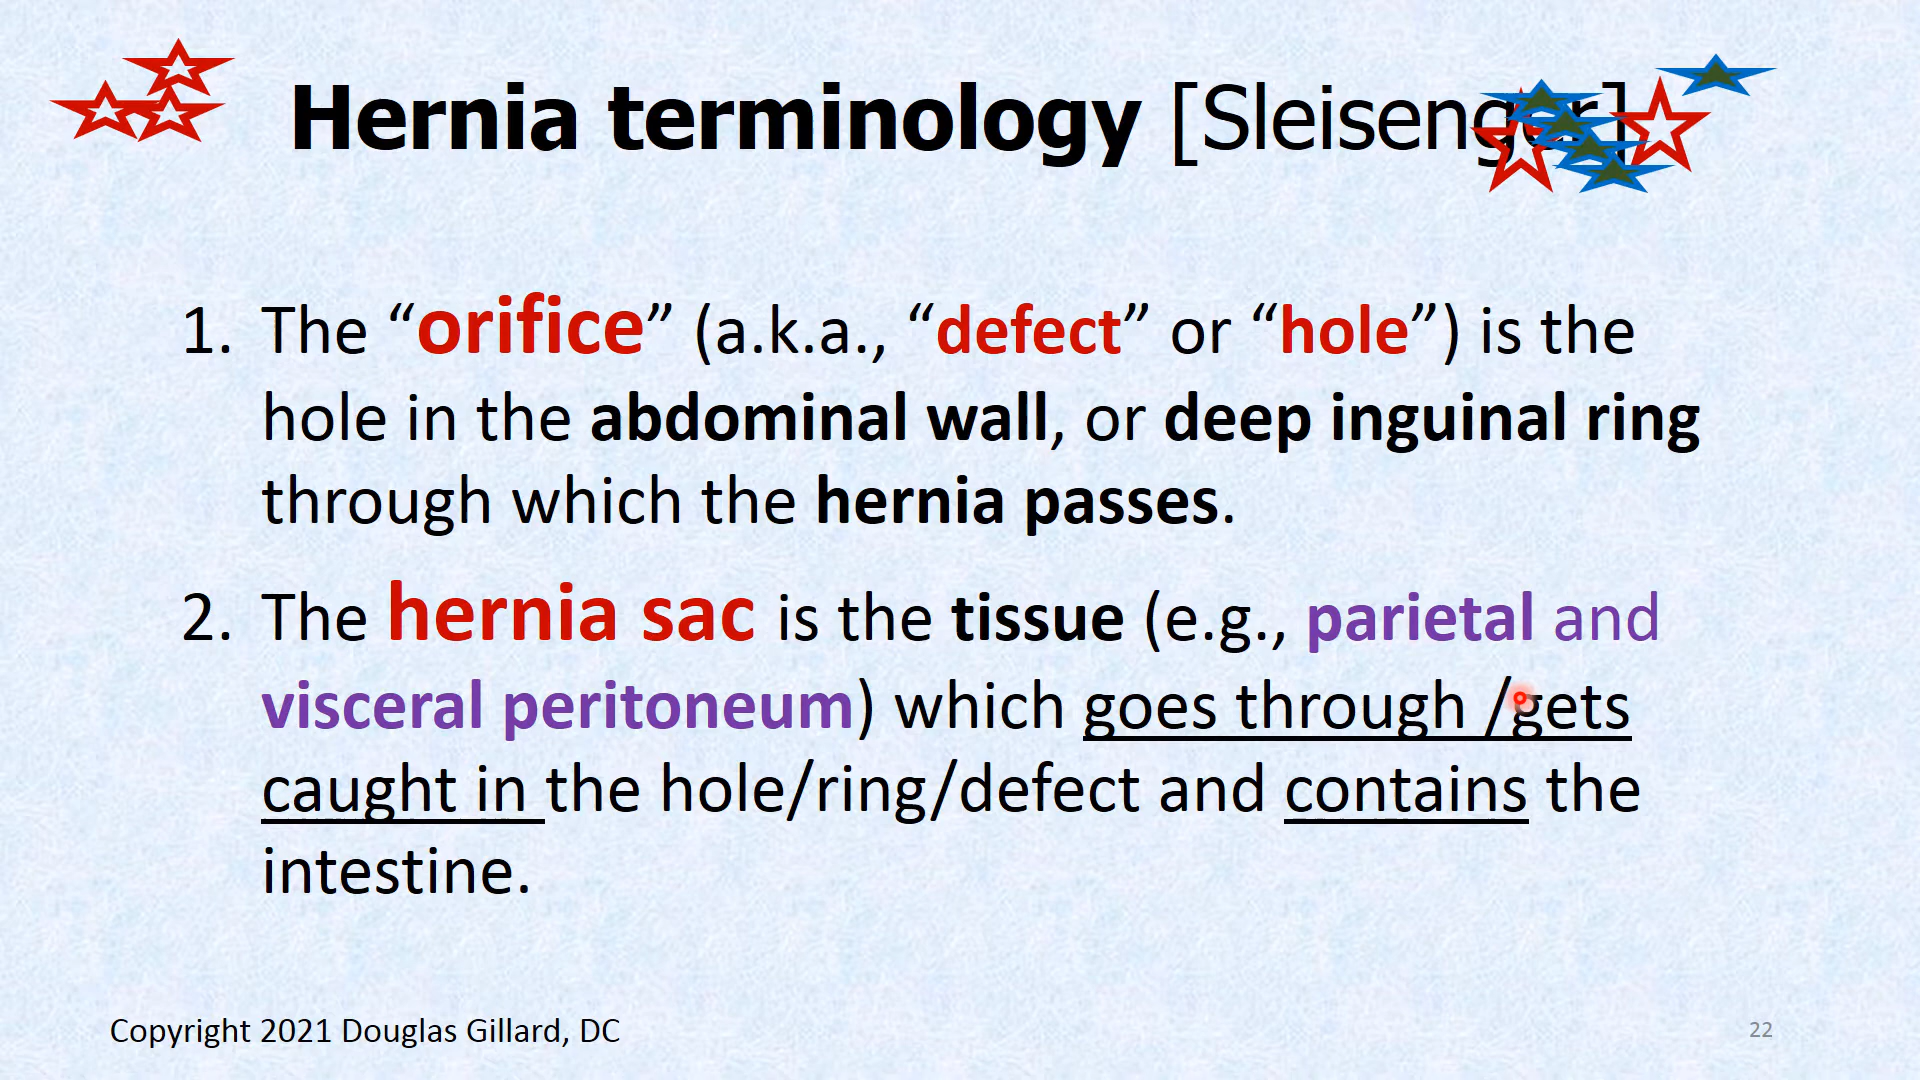 Hernia terminology [Sleisenger]
1. The “orifice” (a.k.a., “defect” or “hole”) is the
hole in the abdominal wall, or deep inguinal ring
through which the hernia passes.
2. The hernia sac is the tissue (e.g., parietal and
visceral peritoneum) which goes through /gets
caught in the hole/ring/defect and contains the
intestine.
Copyright 2021 Douglas Gillard, DC
22